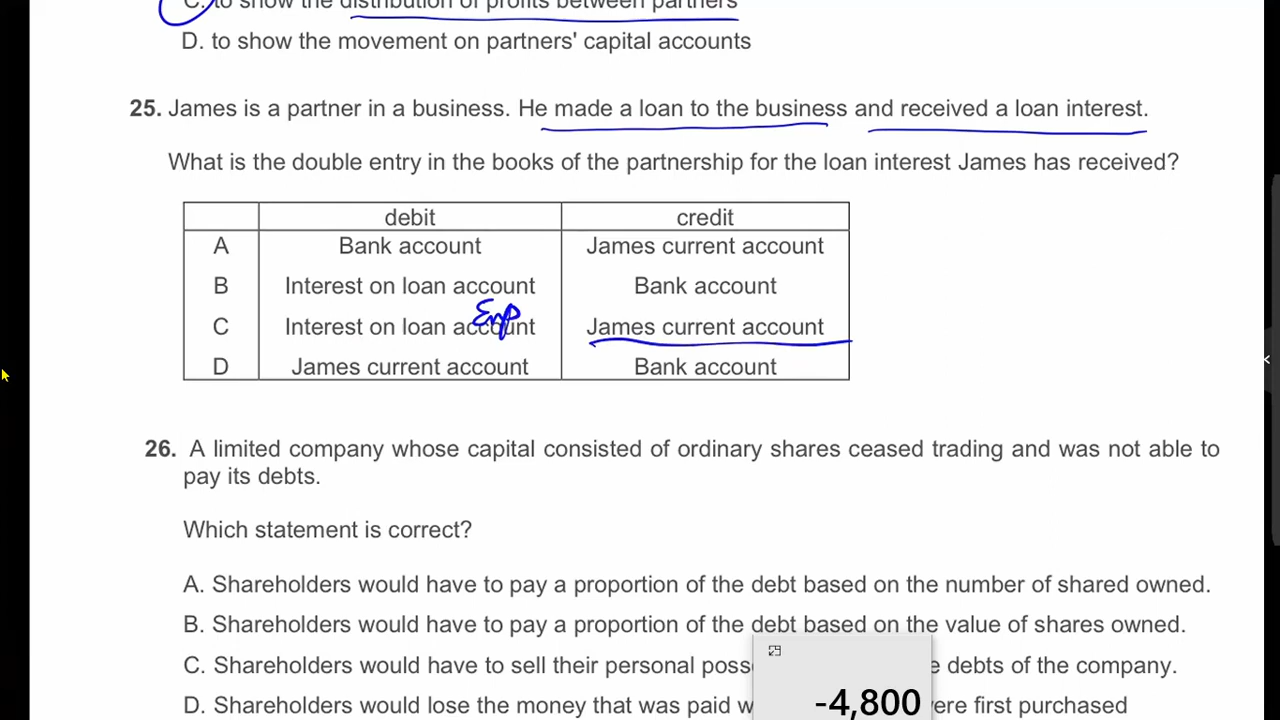 C. to show the distribution of profits between partners
D. to show the movement on partners' capital accounts
25. James is a partner in a business. He made a loan to the business and received a loan interest.
What is the double entry in the books of the partnership for the loan interest James has received?
debit credit
A Bank account James current account
B Interest on loan account Bank account
Exp
C Interest on loan account James current account
D James current account Bank account
26. A limited company whose capital consisted of ordinary shares ceased trading and was not able to
pay its debts.
Which statement is correct?
A. Shareholders would have to pay a proportion of the debt based on the number of shared owned.
B. Shareholders would have to pay a proportion of the debt based on the value of shares owned.
C. Shareholders would have to sell their personal debts of the company.
D. Shareholders would lose the money that was paid first purchased
-4,800